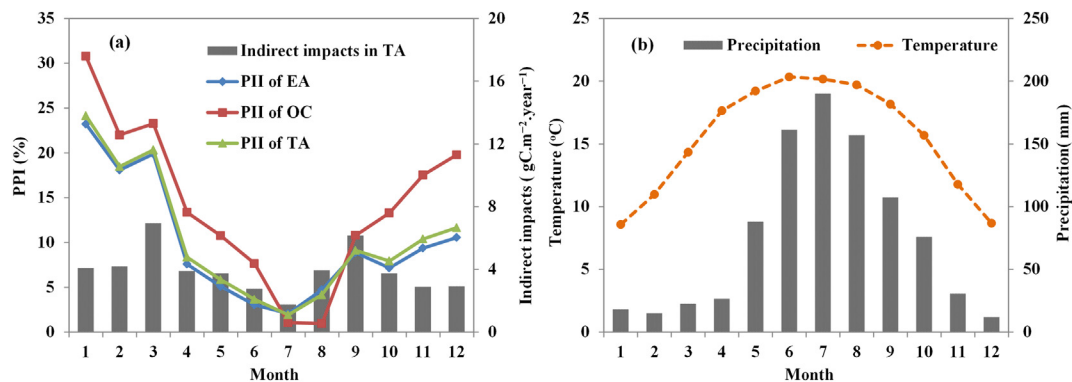 (a)
Indirect impacts in TA
PII of EA
PII of OC
PII of TA
PPI (%)
35
30
25
20
15
10
5
0
20
16
12
8
4
0
Indirect impacts ( gC.m⁻².year⁻¹)
1 2 3 4 5 6 7 8 9 10 11 12
Month
(b)
Precipitation
Temperature
Temperature (°C)
25
20
15
10
5
0
250
200
150
100
50
0
Precipitation( mm)
1 2 3 4 5 6 7 8 9 10 11 12
Month